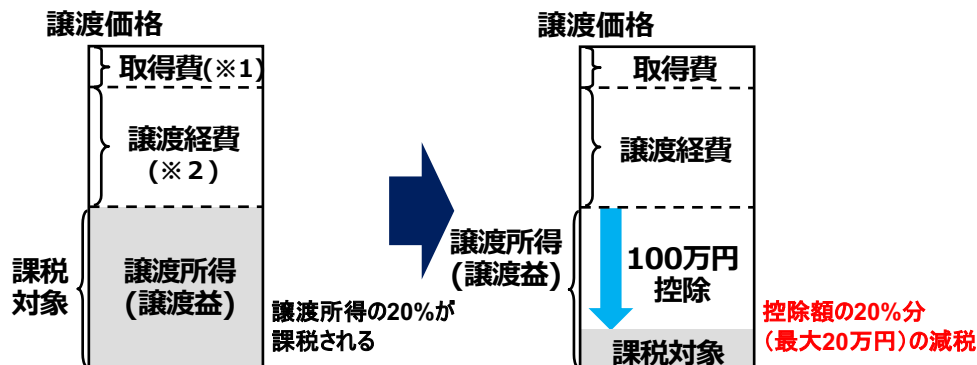 譲渡価格
取得費(※1)
譲渡経費
(※２)
課税
対象
譲渡所得
(譲渡益)
譲渡所得の20%が
課税される
譲渡価格
取得費
譲渡経費
譲渡所得
(譲渡益)
100万円
控除
課税対象
控除額の20%分
（最大20万円）の減税